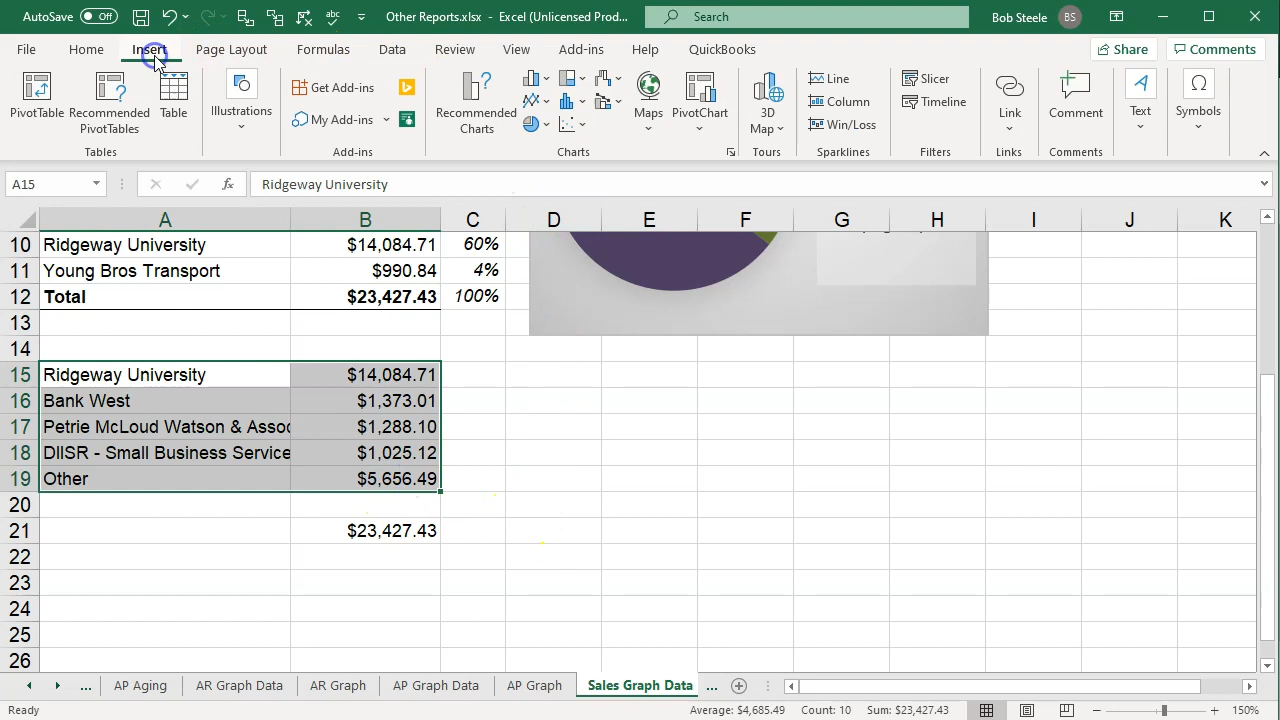 AutoSave Off Other Reports.xlsx - Excel (Unlicensed Prod... Search Bob Steele BS
File Home Insert Page Layout Formulas Data Review View Add-ins Help QuickBooks Share Comments
PivotTable Recommended PivotTables Table Illustrations Get Add-ins My Add-ins Recommended Charts Maps PivotChart 3D Map Line Column Win/Loss Slicer Timeline Link Comment Text Symbols
Tables Add-ins Charts Tours Sparklines Filters Links Comments
A15 fx Ridgeway University
A B C D E F G H I J K
10 Ridgeway University $14,084.71 60%
11 Young Bros Transport $990.84 4%
12 Total $23,427.43 100%
13
14
15 Ridgeway University $14,084.71
16 Bank West $1,373.01
17 Petrie McLoud Watson & Assoc $1,288.10
18 DIISR - Small Business Service $1,025.12
19 Other $5,656.49
20
21 $23,427.43
22
23
24
25
26
... AP Aging AR Graph Data AR Graph AP Graph Data AP Graph Sales Graph Data ...
Ready Average: $4,685.49 Count: 10 Sum: $23,427.43 150%